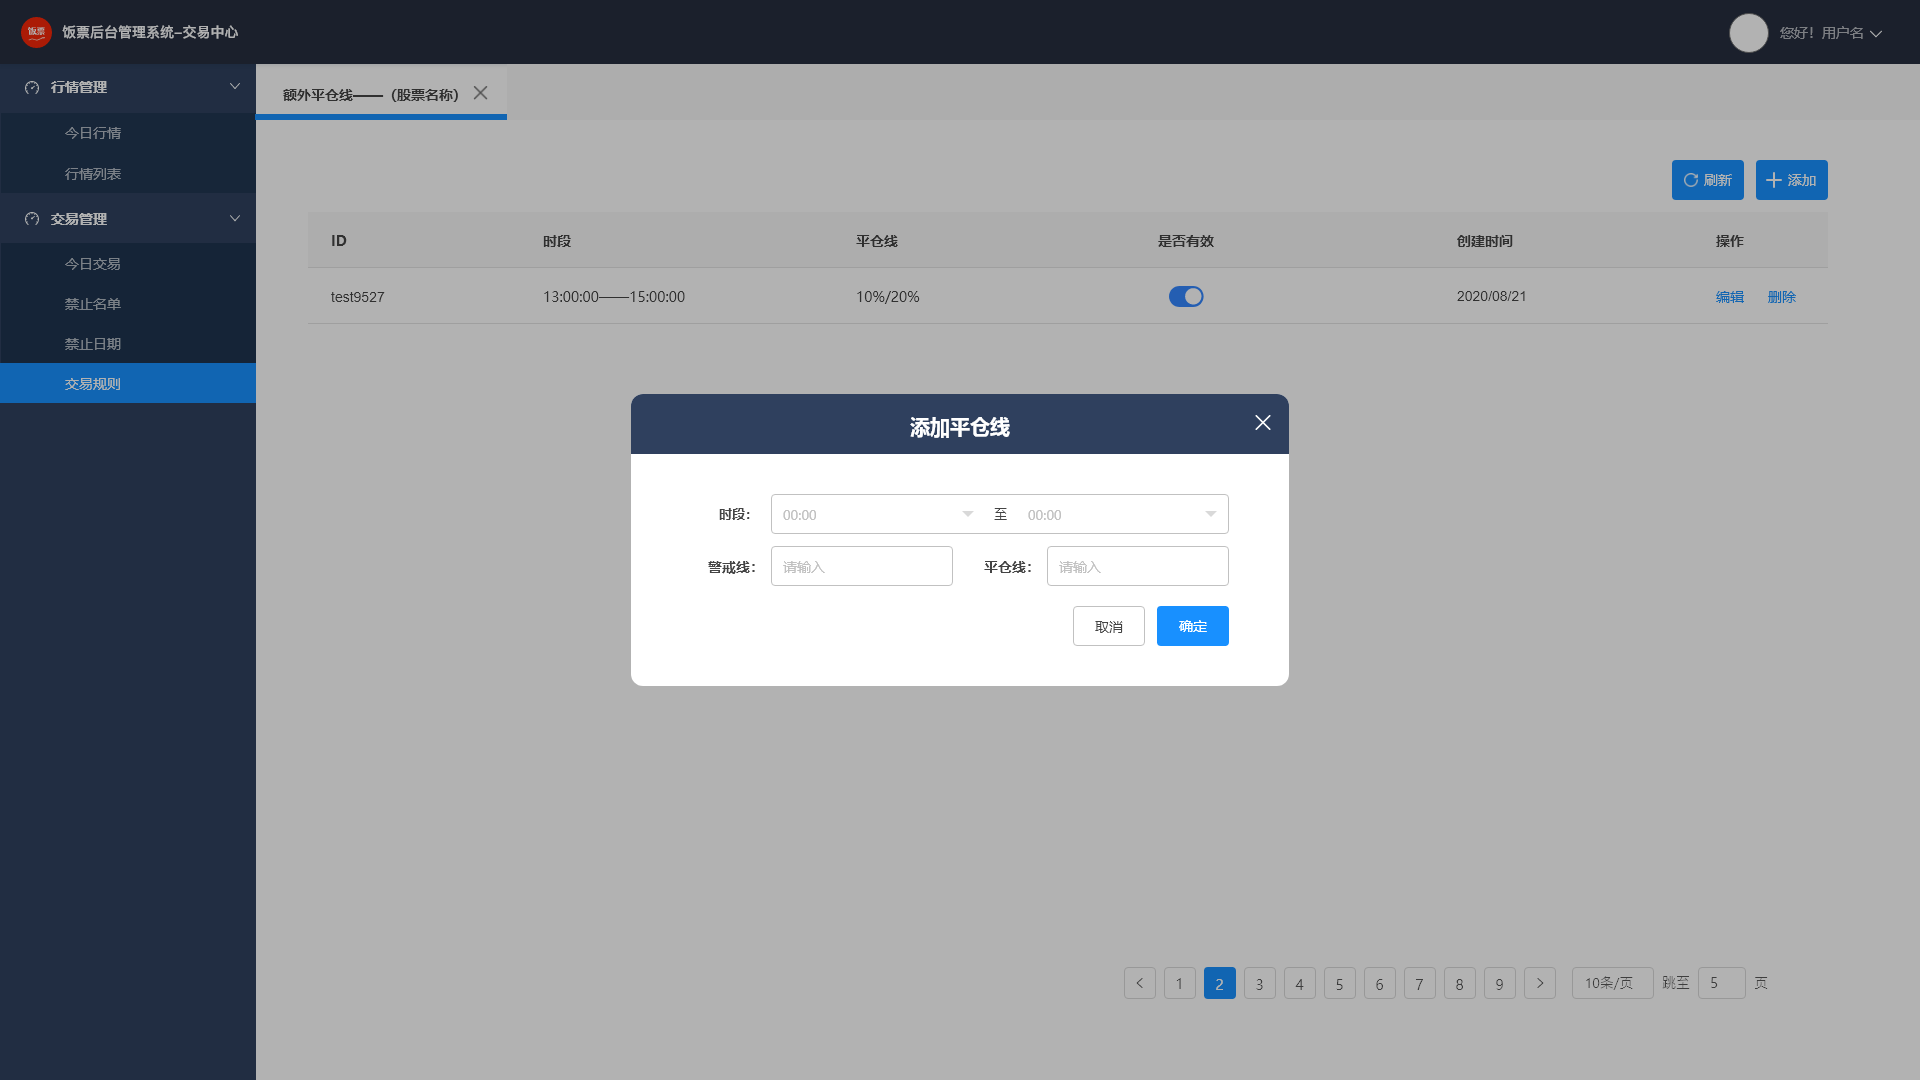 饭票
饭票后台管理系统-交易中心
您好！用户名
行情管理
今日行情
行情列表
交易管理
今日交易
禁止名单
禁止日期
交易规则
额外平仓线——（股票名称）
刷新
添加
ID 时段 平仓线 是否有效 创建时间 操作
test9527 13:00:00——15:00:00 10%/20% 2020/08/21 编辑 删除
添加平仓线
时段： 00:00 至 00:00
警戒线： 请输入 平仓线： 请输入
取消 确定
1 2 3 4 5 6 7 8 9 10条/页 跳至 5 页